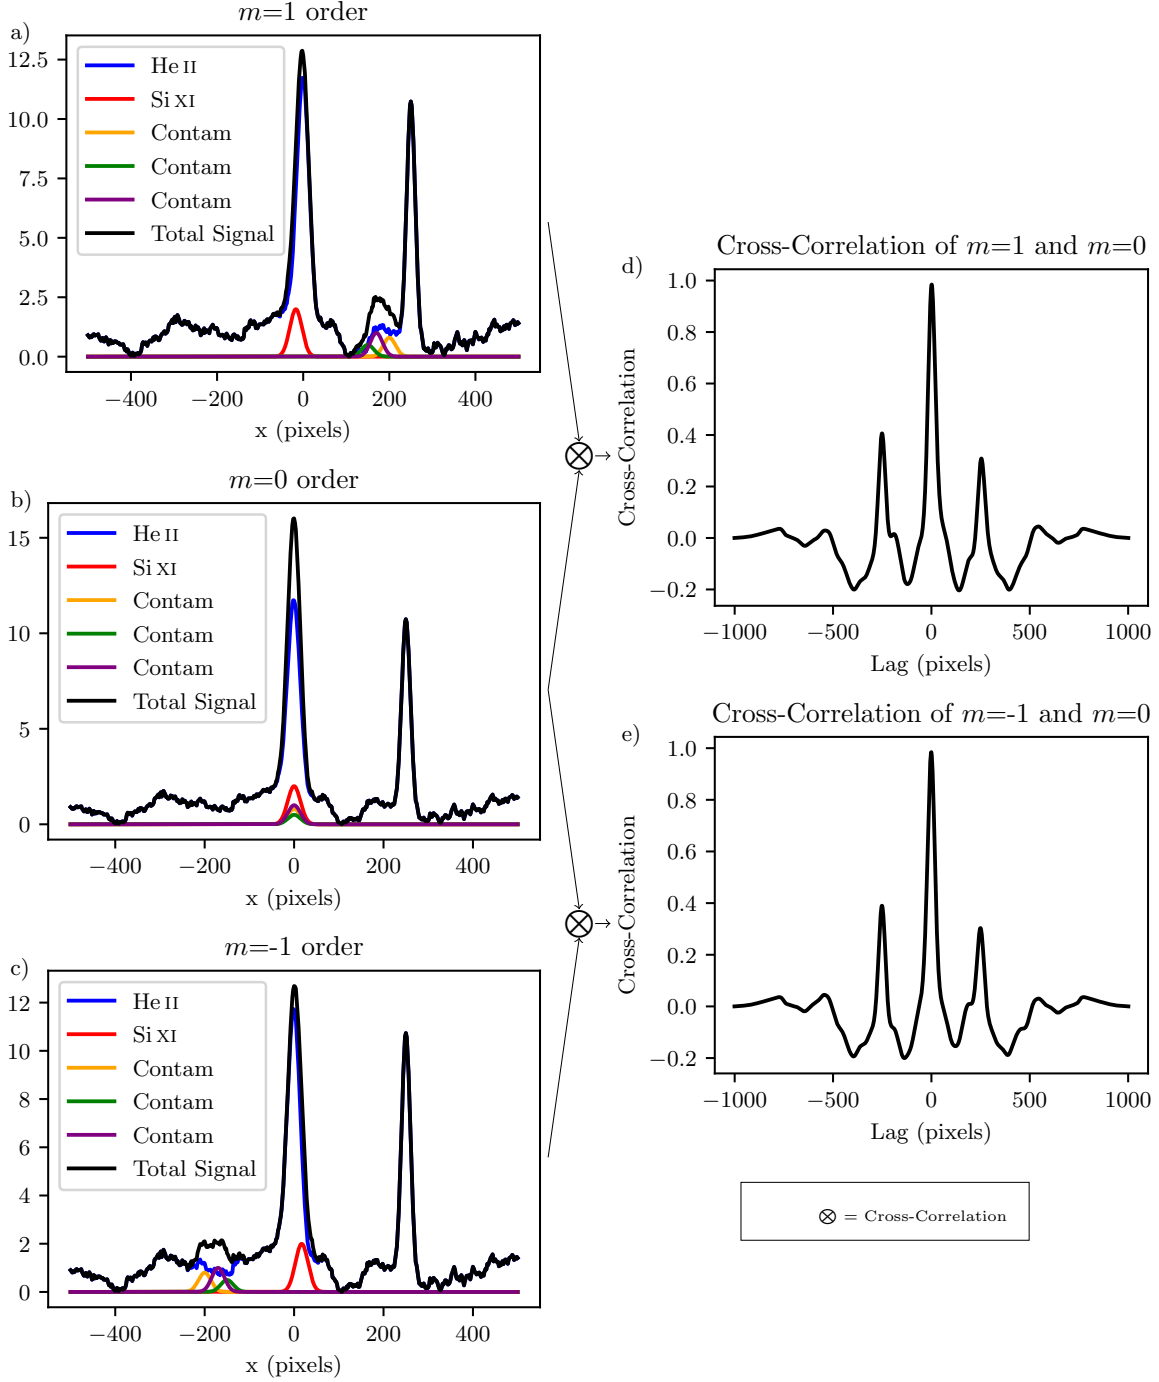 m=1 order
a)
12.5
10.0
7.5
5.0
2.5
0.0
He II
Si XI
Contam
Contam
Contam
Total Signal
−400 −200 0 200 400
x (pixels)
m=0 order
b)
15
10
5
0
He II
Si XI
Contam
Contam
Contam
Total Signal
−400 −200 0 200 400
x (pixels)
m=-1 order
c)
12
10
8
6
4
2
0
He II
Si XI
Contam
Contam
Contam
Total Signal
−400 −200 0 200 400
x (pixels)
Cross-Correlation of m=1 and m=0
d)
Cross-Correlation
1.0
0.8
0.6
0.4
0.2
0.0
−0.2
−1000 −500 0 500 1000
Lag (pixels)
Cross-Correlation of m=-1 and m=0
e)
Cross-Correlation
1.0
0.8
0.6
0.4
0.2
0.0
−0.2
−1000 −500 0 500 1000
Lag (pixels)
⊗ = Cross-Correlation